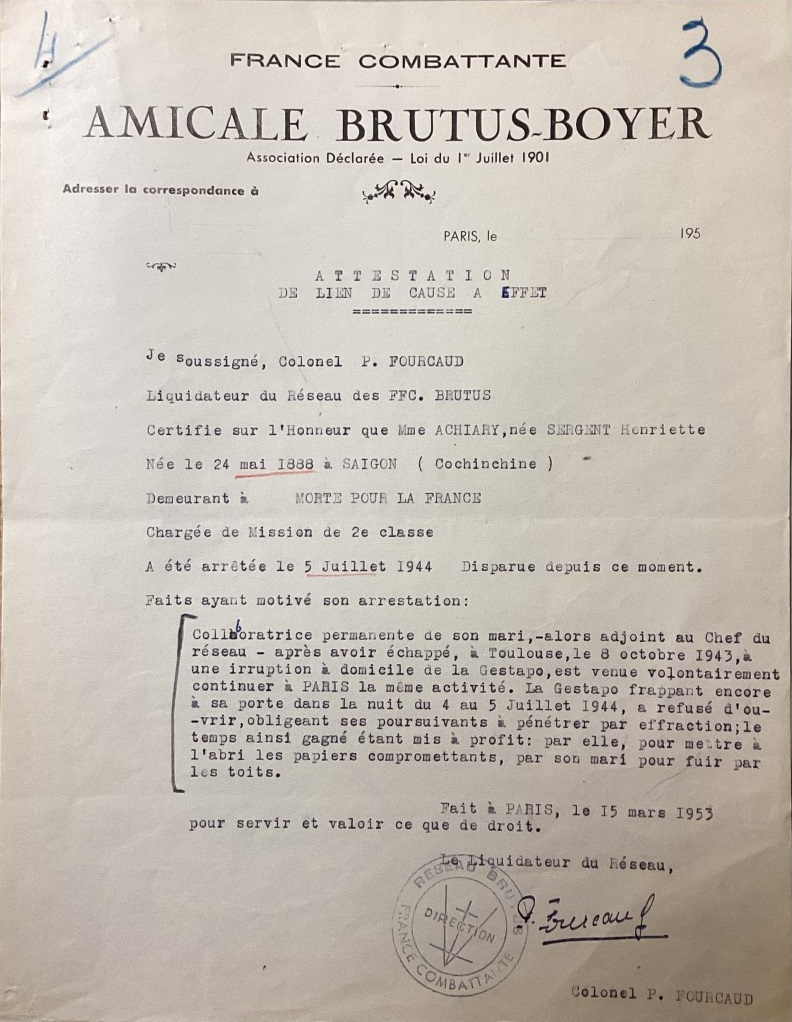 4
3
FRANCE COMBATTANTE
AMICALE BRUTUS-BOYER
Association Déclarée — Loi du 1er Juillet 1901
Adresser la correspondance à
PARIS, le 195
ATTESTATION
DE LIEN DE CAUSE A EFFET
=============
Je soussigné, Colonel P. FOURCAUD
Liquidateur du Réseau des FFC. BRUTUS
Certifie sur l'Honneur que Mme ACHIARY,née SERGENT Henriette
Née le 24 mai 1888 à SAIGON ( Cochinchine )
Demeurant à MORTE POUR LA FRANCE
Chargée de Mission de 2e classe
A été arrêtée le 5 Juillet 1944 Disparue depuis ce moment.
Faits ayant motivé son arrestation:
Collaboratrice permanente de son mari,-alors adjoint au Chef du
réseau - après avoir échappé, à Toulouse,le 8 octobre 1943,à
une irruption à domicile de la Gestapo,est venue volontairement
continuer à PARIS la même activité. La Gestapo frappant encore
à sa porte dans la nuit du 4 au 5 Juillet 1944, a refusé d'ou-
-vrir,obligeant ses poursuivants à pénétrer par effraction;le
temps ainsi gagné étant mis à profit: par elle, pour mettre à
l'abri les papiers compromettants, par son mari pour fuir par
les toits.
Fait à PARIS, le 15 mars 1953
pour servir et valoir ce que de droit.
Le Liquidateur du Réseau,
RESEAU BRUTUS
DIRECTION
FRANCE COMBATTANTE
P. Fourcaud
Colonel P. FOURCAUD